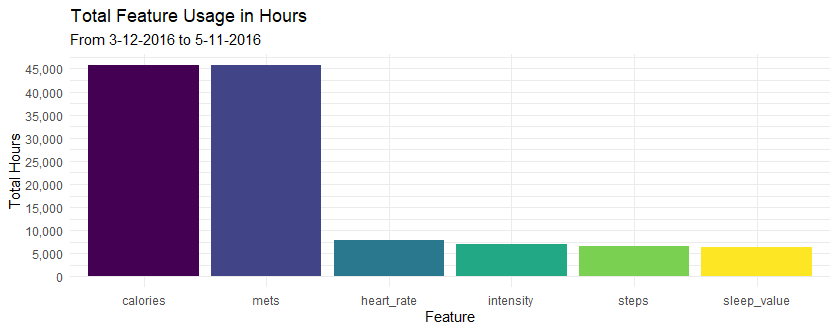 Total Feature Usage in Hours
From 3-12-2016 to 5-11-2016
Total Hours
45,000
40,000
35,000
30,000
25,000
20,000
15,000
10,000
5,000
0
calories mets heart_rate intensity steps sleep_value
Feature